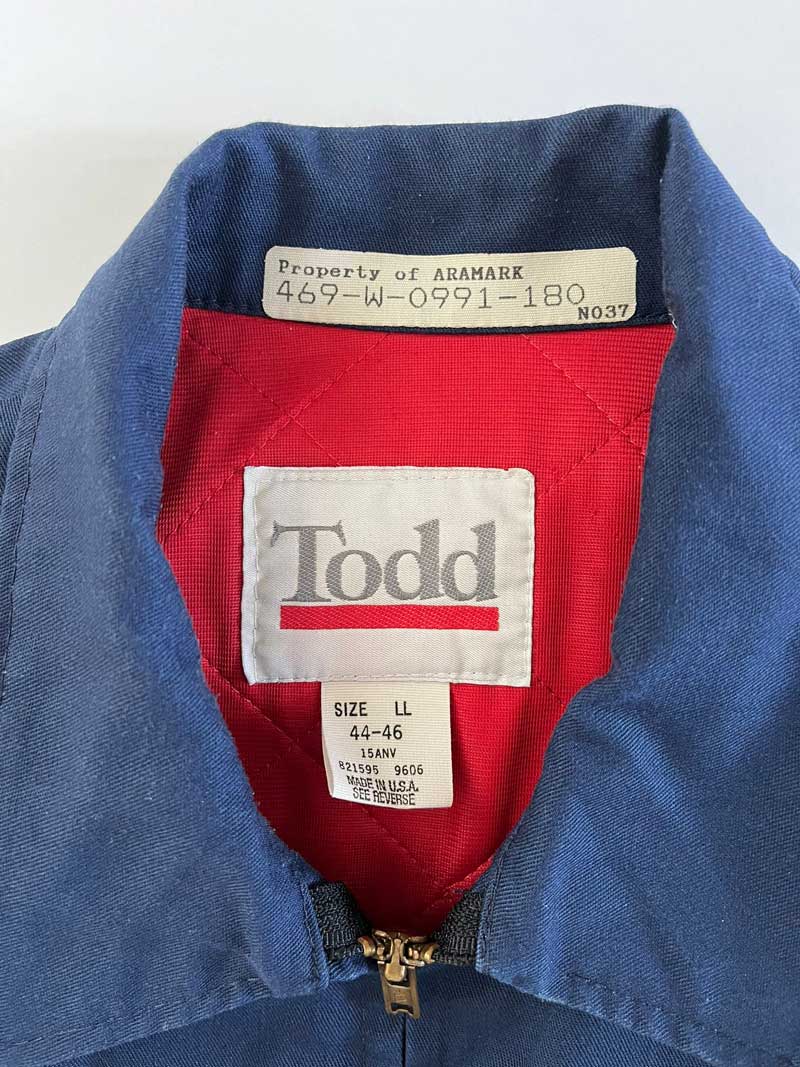 Property of ARAMARK
469-W-0991-180
N037
Todd
SIZE LL
44-46
15ANV
821595 9606
MADE IN U.S.A.
SEE REVERSE